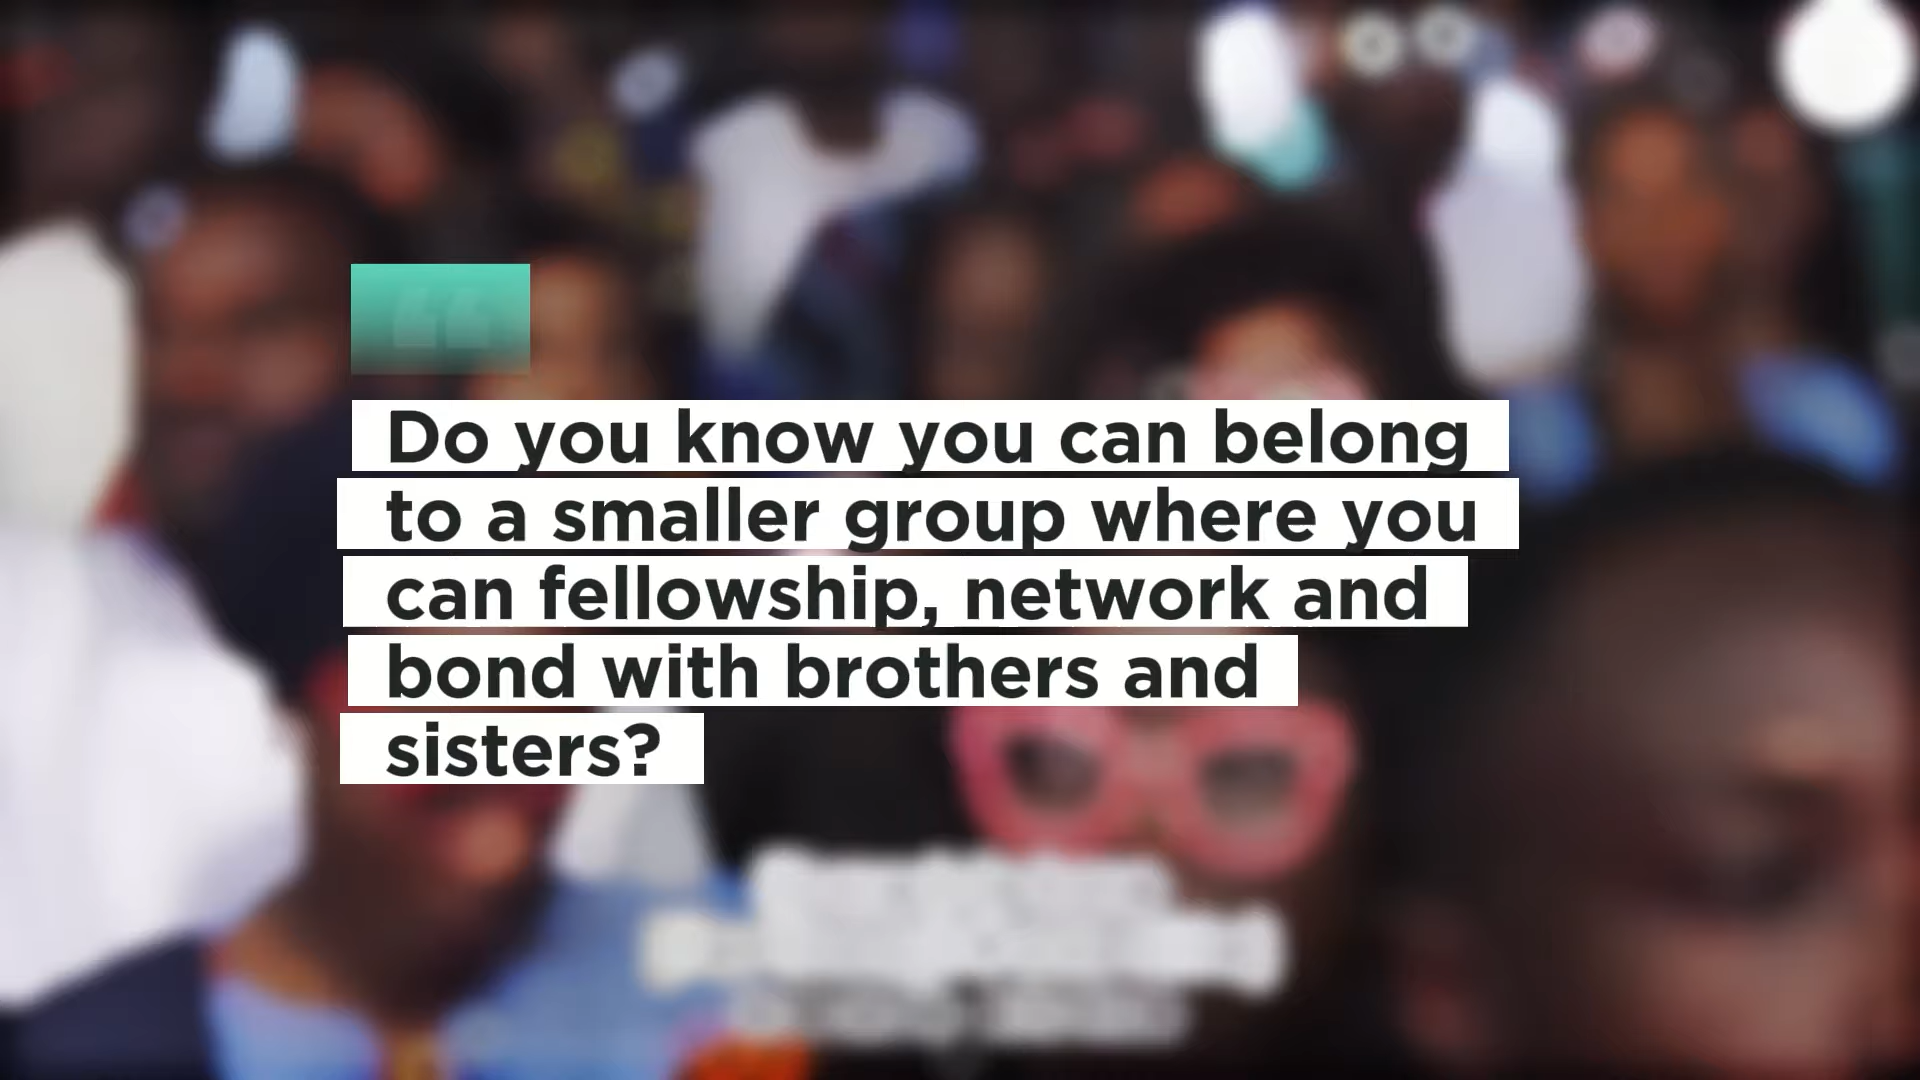 Do you know you can belong
to a smaller group where you
can fellowship, network and
bond with brothers and
sisters?